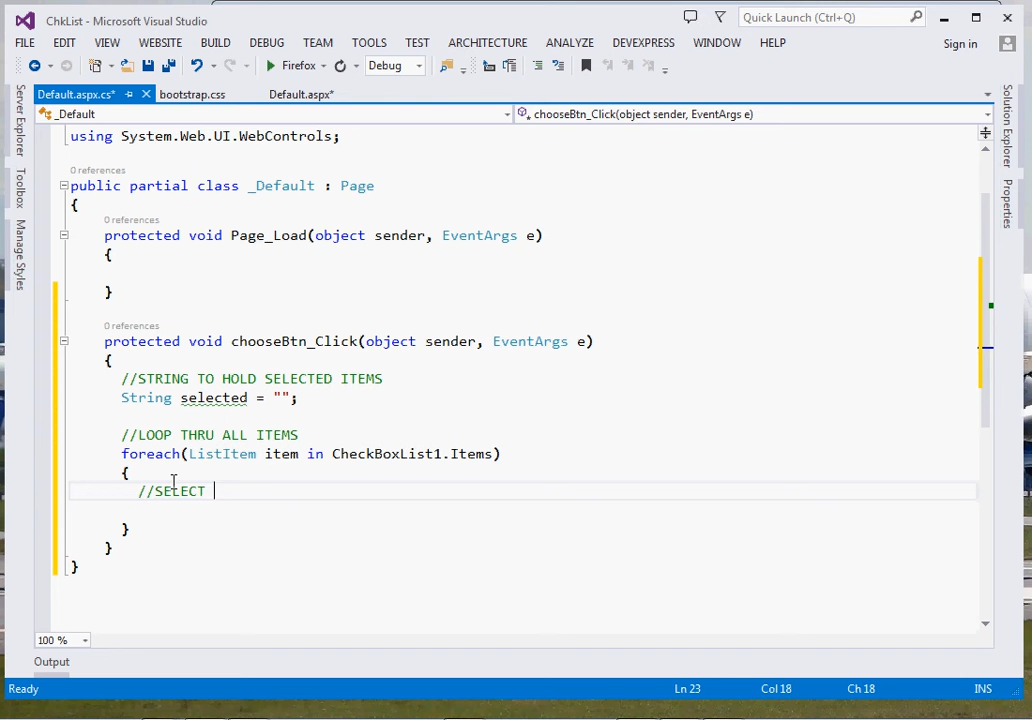 ChkList - Microsoft Visual Studio
Quick Launch (Ctrl+Q)
FILE EDIT VIEW WEBSITE BUILD DEBUG TEAM TOOLS TEST ARCHITECTURE ANALYZE DEVEXPRESS WINDOW HELP Sign in
Firefox Debug
Default.aspx.cs* bootstrap.css Default.aspx*
_Default chooseBtn_Click(object sender, EventArgs e)
Server Explorer
Toolbox
Manage Styles
using System.Web.UI.WebControls;
0 references
public partial class _Default : Page
{
0 references
protected void Page_Load(object sender, EventArgs e)
{
}
0 references
protected void chooseBtn_Click(object sender, EventArgs e)
{
//STRING TO HOLD SELECTED ITEMS
String selected = "";
//LOOP THRU ALL ITEMS
foreach(ListItem item in CheckBoxList1.Items)
{
//SELECT
}
}
}
Solution Explorer
Properties
100 %
Output
Ready Ln 23 Col 18 Ch 18 INS